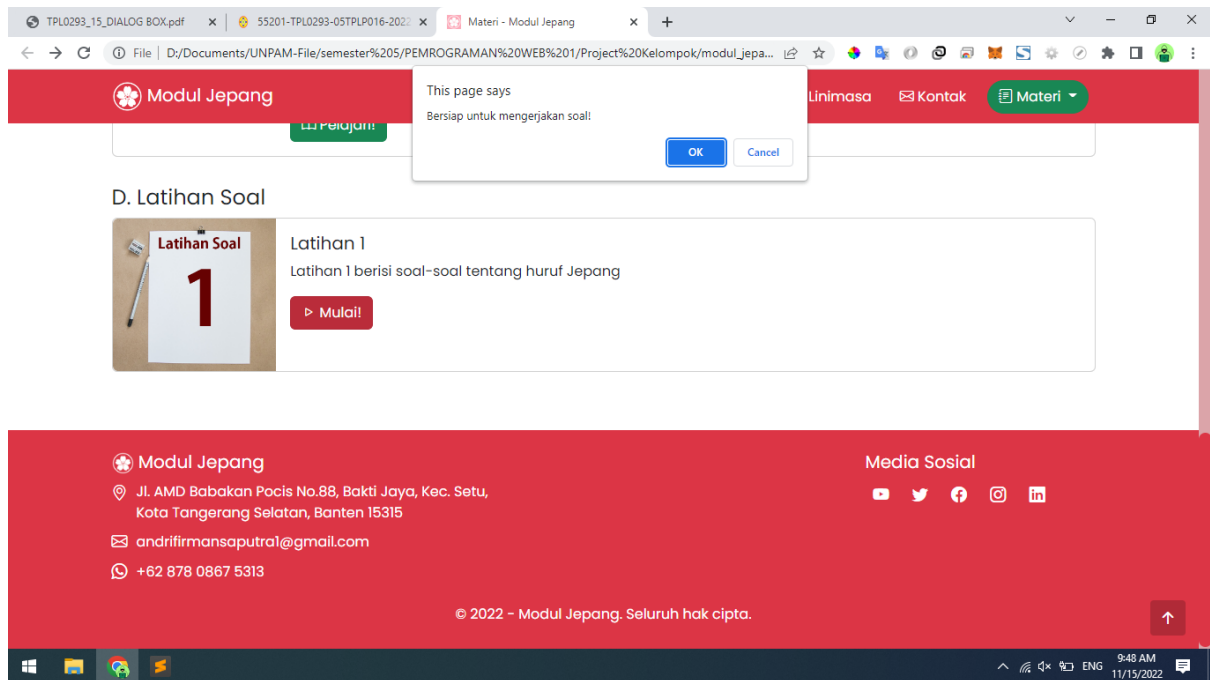 TPL0293_15_DIALOG BOX.pdf
55201-TPL0293-05TPLP016-2022
Materi - Modul Jepang
File | D:/Documents/UNPAM-File/semester%205/PEMROGRAMAN%20WEB%201/Project%20Kelompok/modul_jepa...
Modul Jepang
Linimasa
Kontak
Materi
This page says
Bersiap untuk mengerjakan soal!
OK
Cancel
Pelajari!
D. Latihan Soal
Latihan Soal
1
Latihan 1
Latihan 1 berisi soal-soal tentang huruf Jepang
Mulai!
Modul Jepang
Jl. AMD Babakan Pocis No.88, Bakti Jaya, Kec. Setu,
Kota Tangerang Selatan, Banten 15315
andrifirmansaputra1@gmail.com
+62 878 0867 5313
Media Sosial
© 2022 - Modul Jepang. Seluruh hak cipta.
ENG
9:48 AM
11/15/2022